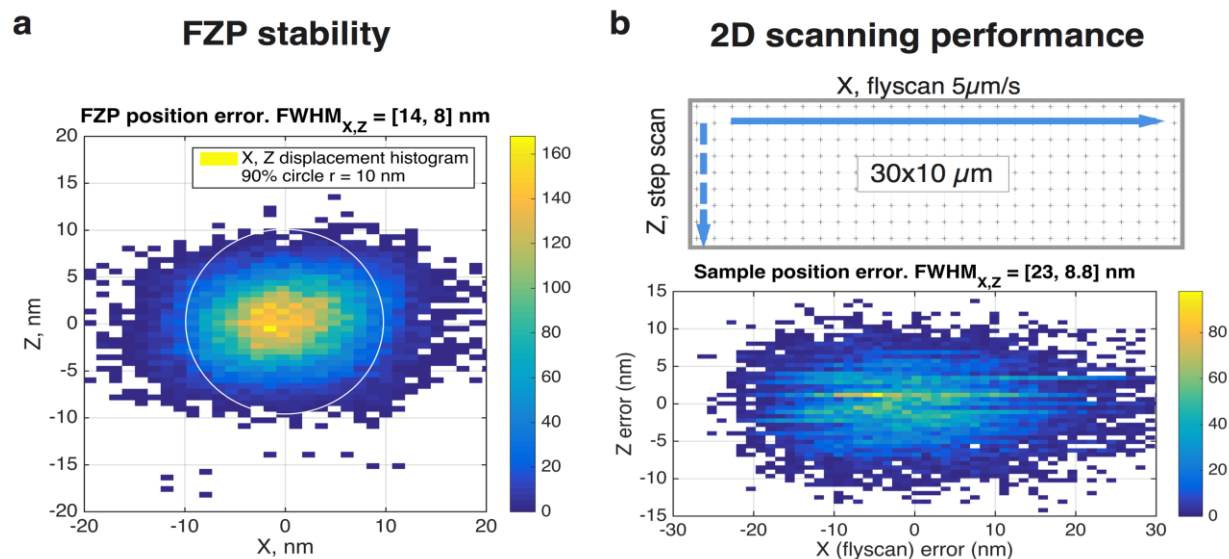 a
FZP stability
FZP position error. FWHM X,Z = [14, 8] nm
X, Z displacement histogram
90% circle r = 10 nm
Z, nm
20
15
10
5
0
-5
-10
-15
-20
-20
-10
0
10
20
X, nm
160
140
120
100
80
60
40
20
0
b
2D scanning performance
X, flyscan 5μm/s
Z, step scan
30x10 μm
Sample position error. FWHM X,Z = [23, 8.8] nm
Z error (nm)
15
10
5
0
-5
-10
-15
-30
-20
-10
0
10
20
30
X (flyscan) error (nm)
80
60
40
20
0